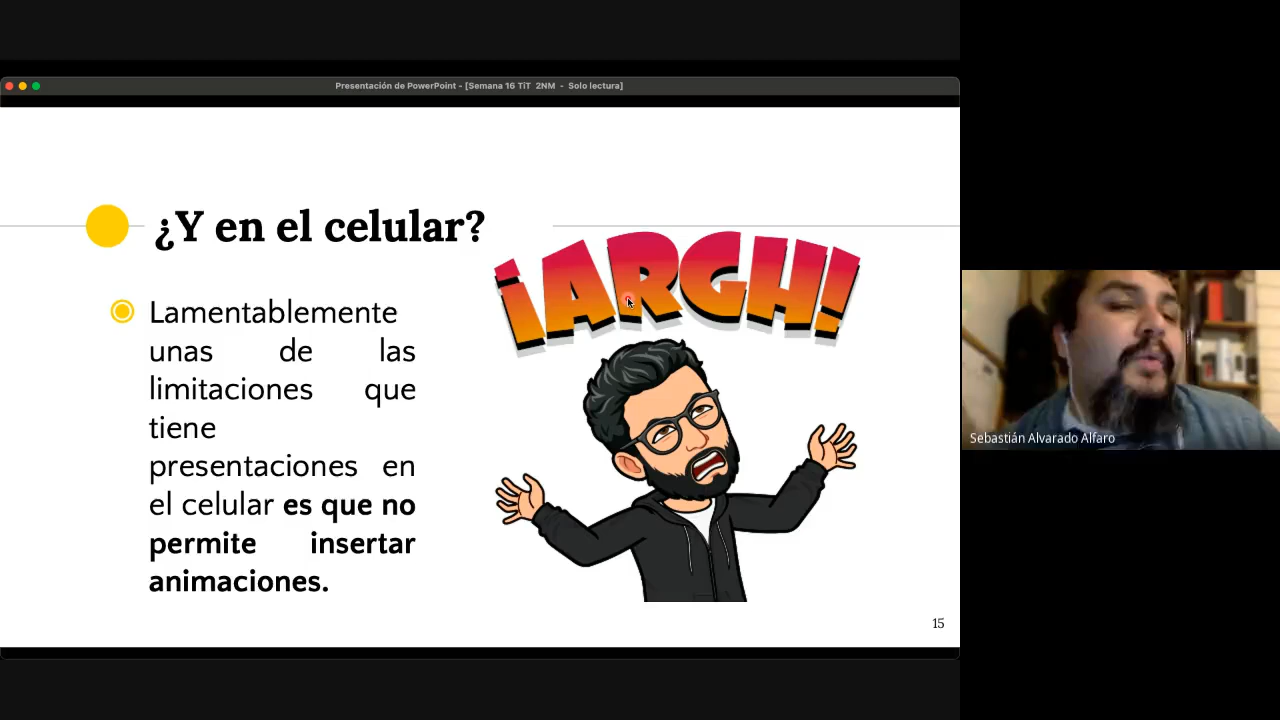 Presentación de PowerPoint - [Semana 16 TiT 2NM - Solo lectura]
¿Y en el celular?
¡ARGH!
Lamentablemente
unas de las
limitaciones que
tiene
presentaciones en
el celular es que no
permite insertar
animaciones.
15
Sebastián Alvarado Alfaro